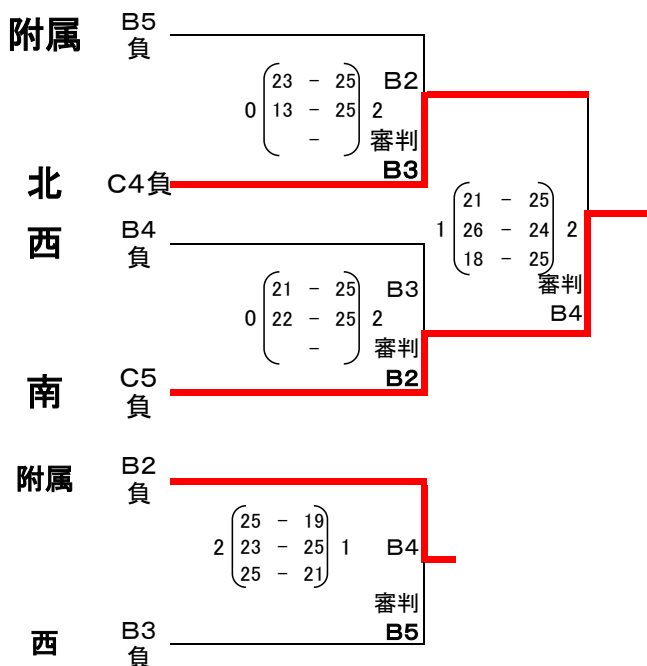 附属 B5
負
23 - 25 B2
0 13 - 25 2
- 審判
B3
北 C4負
21 - 25
1 26 - 24 2
18 - 25
審判
B4
西 B4
負
21 - 25 B3
0 22 - 25 2
- 審判
B2
南 C5
負
附属 B2
負
25 - 19
2 23 - 25 1 B4
25 - 21
審判
B5
西 B3
負